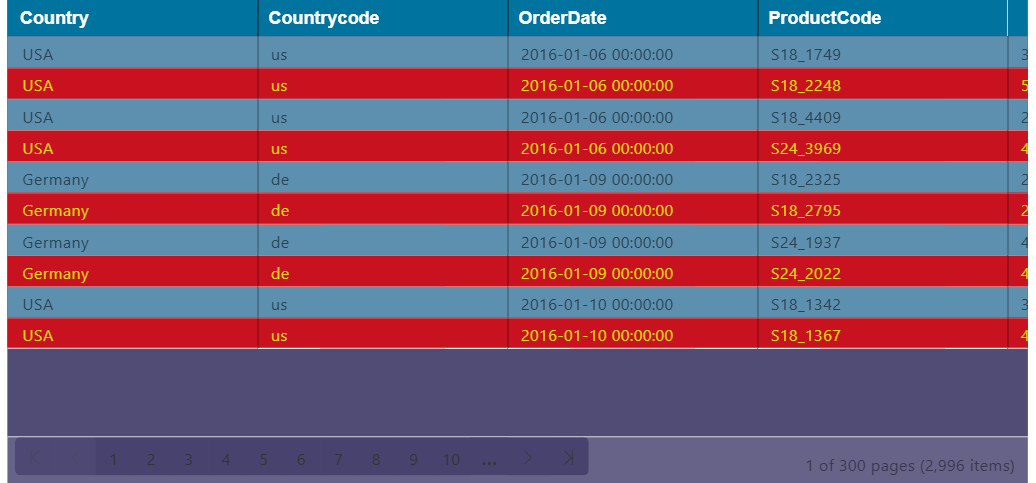 Country Countrycode OrderDate ProductCode
USA us 2016-01-06 00:00:00 S18_1749 3
USA us 2016-01-06 00:00:00 S18_2248 5
USA us 2016-01-06 00:00:00 S18_4409 2
USA us 2016-01-06 00:00:00 S24_3969 4
Germany de 2016-01-09 00:00:00 S18_2325 2
Germany de 2016-01-09 00:00:00 S18_2795 2
Germany de 2016-01-09 00:00:00 S24_1937 4
Germany de 2016-01-09 00:00:00 S24_2022 4
USA us 2016-01-10 00:00:00 S18_1342 3
USA us 2016-01-10 00:00:00 S18_1367 4
1 2 3 4 5 6 7 8 9 10 ... 1 of 300 pages (2,996 items)